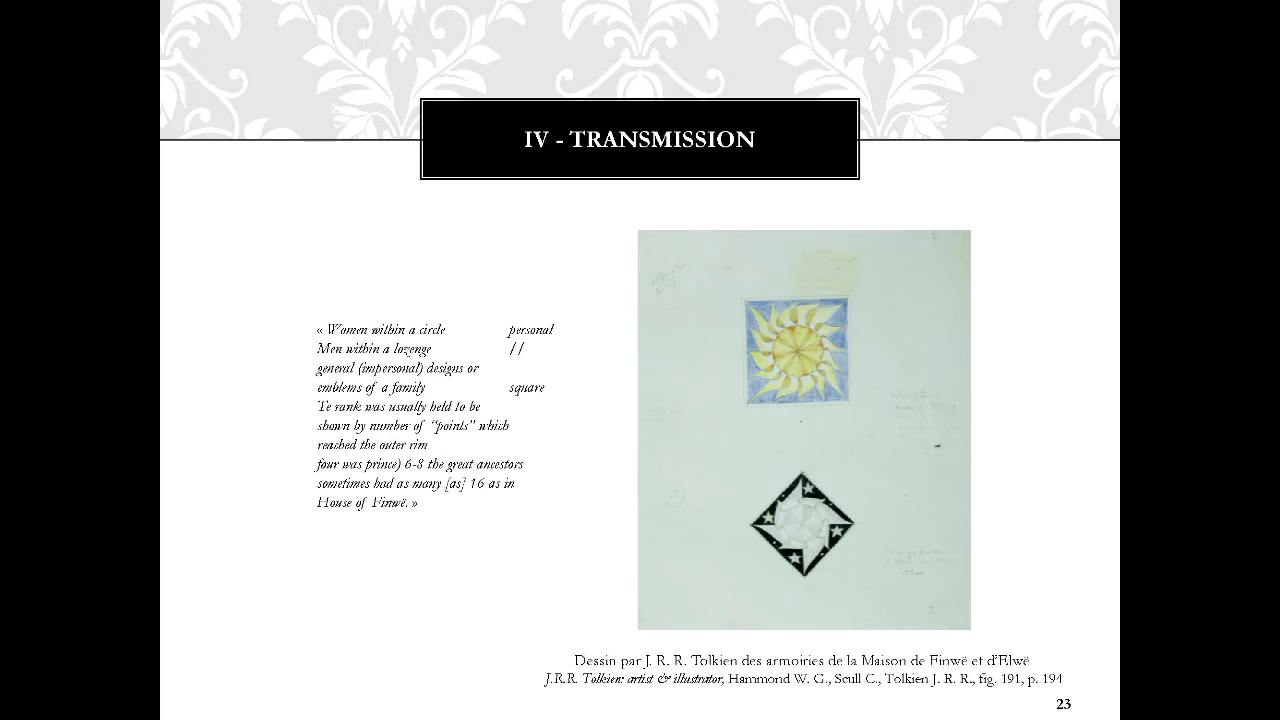 IV - TRANSMISSION
« Women within a circle personal
Men within a lozenge //
general (impersonal) designs or
emblems of a family square
Te rank was usually held to be
shown by number of “points” which
reached the outer rim
four was prince) 6-8 the great ancestors
sometimes had as many [as] 16 as in
House of Finwë. »
Dessin par J. R. R. Tolkien des armoiries de la Maison de Finwë et d’Elwë
J.R.R. Tolkien: artist & illustrator, Hammond W. G., Scull C., Tolkien J. R. R., fig. 191, p. 194
23